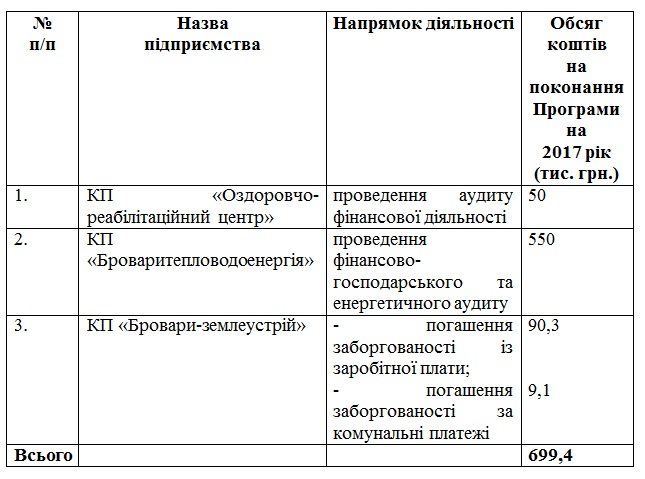 № п/п
Назва підприємства
Напрямок діяльності
Обсяг коштів на поконання Програми на 2017 рік (тис. грн.)
1.
КП «Оздоровчо-
реабілітаційний центр»
проведення аудиту
фінансової діяльності
50
2.
КП
«Броваритепловодоенергія»
проведення
фінансово-
господарського та
енергетичного аудиту
550
3.
КП «Бровари-землеустрій»
- погашення
заборгованості із
заробітної плати;
- погашення
заборгованості за
комунальні платежі
90,3
9,1
Всього
699,4